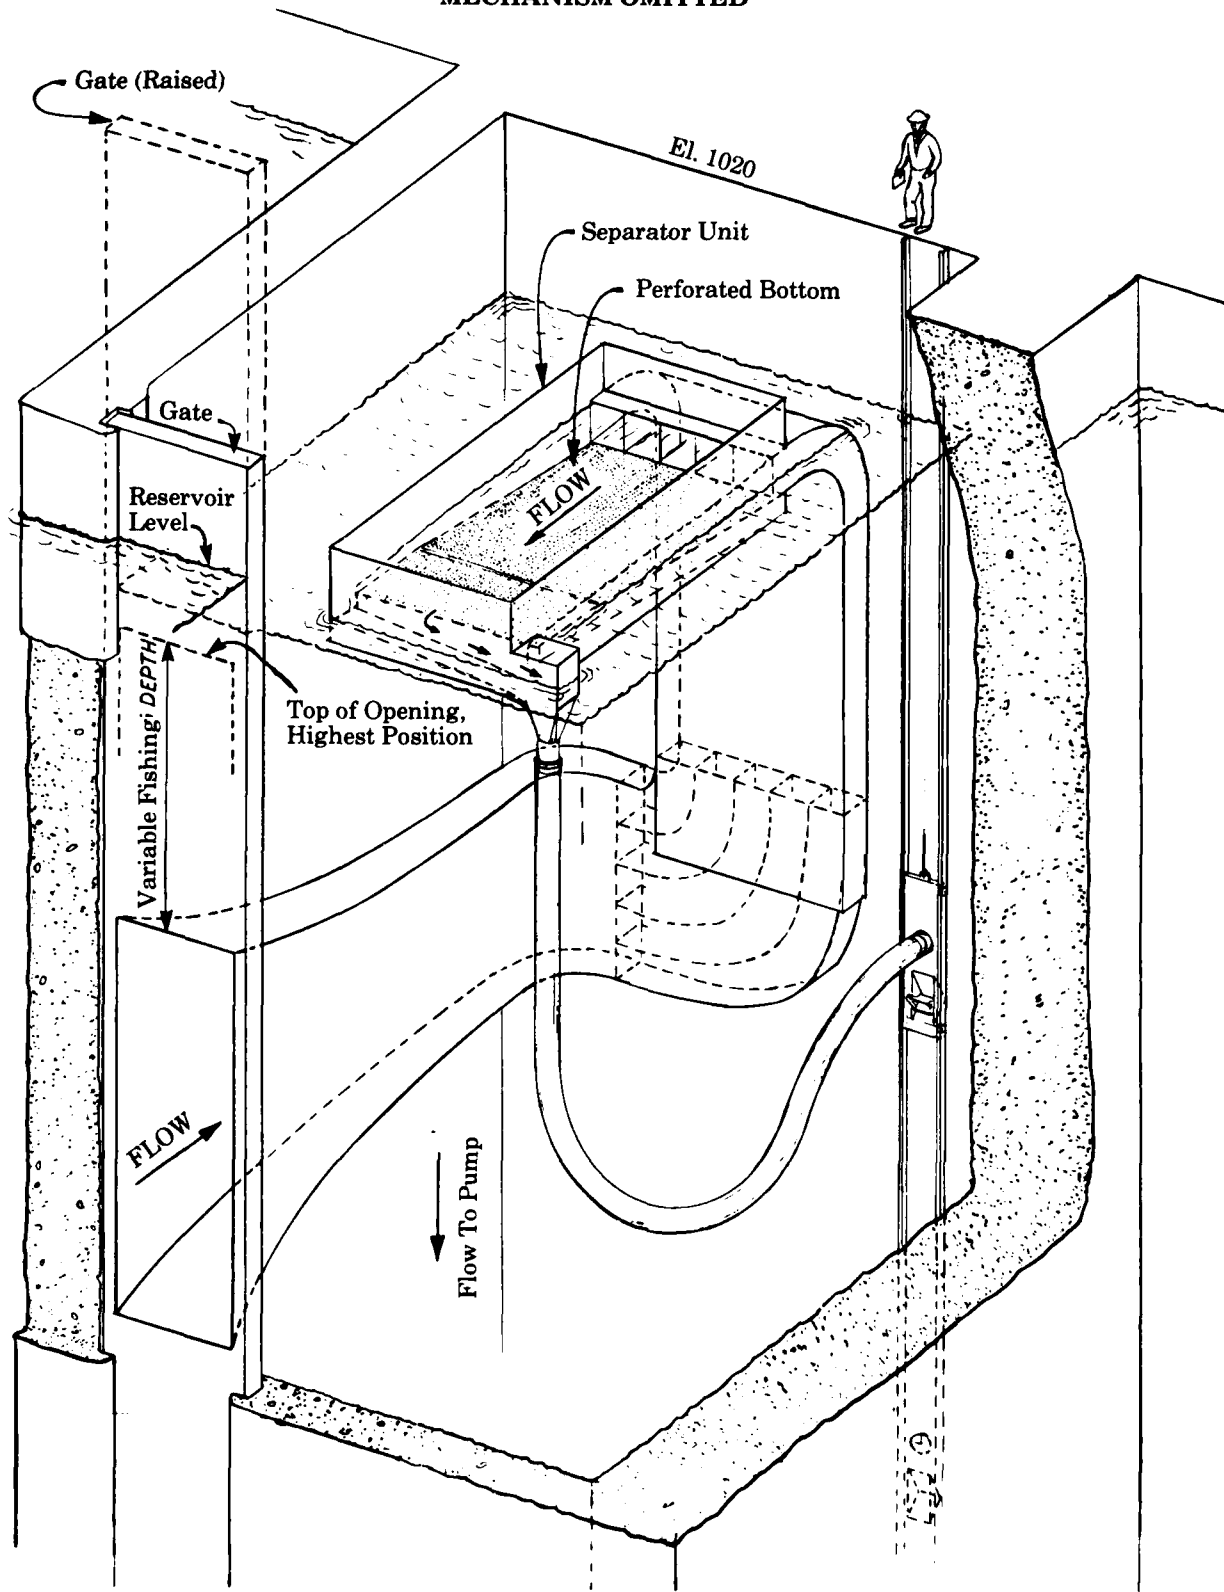 MECHANISM OMITTED
Gate (Raised)
El. 1020
Separator Unit
Perforated Bottom
Gate
Reservoir
Level
FLOW
Variable Fishing DEPTH
Top of Opening,
Highest Position
FLOW
Flow To Pump